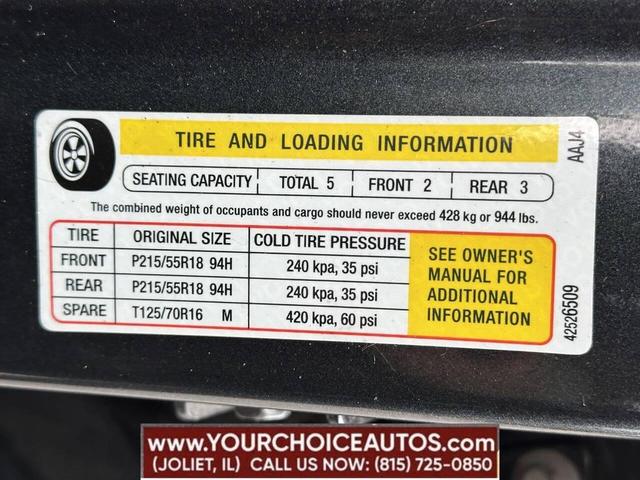 TIRE AND LOADING INFORMATION
SEATING CAPACITY TOTAL 5 FRONT 2 REAR 3
The combined weight of occupants and cargo should never exceed 428 kg or 944 lbs.
TIRE ORIGINAL SIZE COLD TIRE PRESSURE
FRONT P215/55R18 94H 240 kpa, 35 psi
REAR P215/55R18 94H 240 kpa, 35 psi
SPARE T125/70R16 M 420 kpa, 60 psi
SEE OWNER'S
MANUAL FOR
ADDITIONAL
INFORMATION
AAJ4
42526509
WWW.YOURCHOICEAUTOS.COM
(JOLIET, IL) CALL US NOW: (815) 725-0850